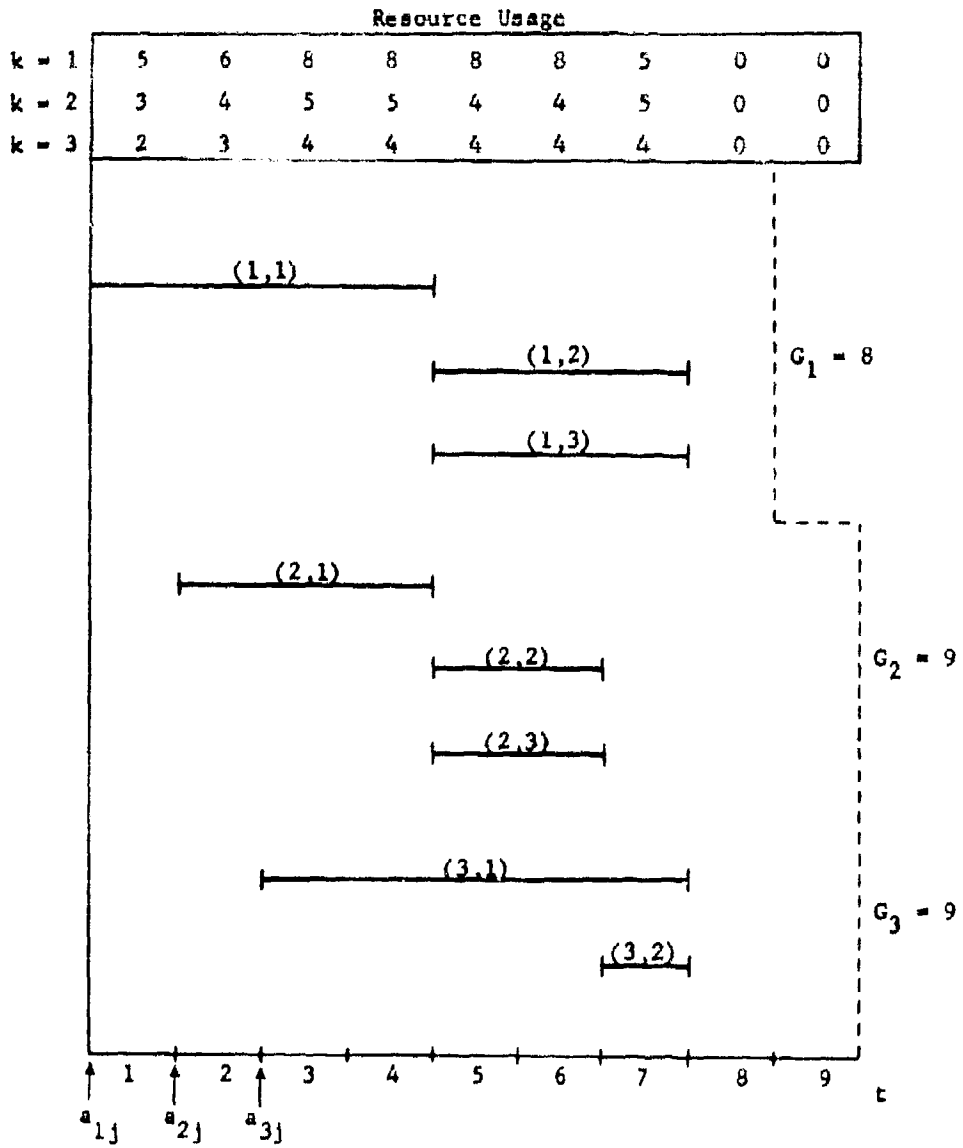 Resource Usage
k = 1 5 6 8 8 8 8 5 0 0
k = 2 3 4 5 5 4 4 5 0 0
k = 3 2 3 4 4 4 4 4 0 0
(1,1)
(1,2)
G1 = 8
(1,3)
(2,1)
(2,2)
G2 = 9
(2,3)
(3,1)
G3 = 9
(3,2)
1 2 3 4 5 6 7 8 9 t
a1j a2j a3j